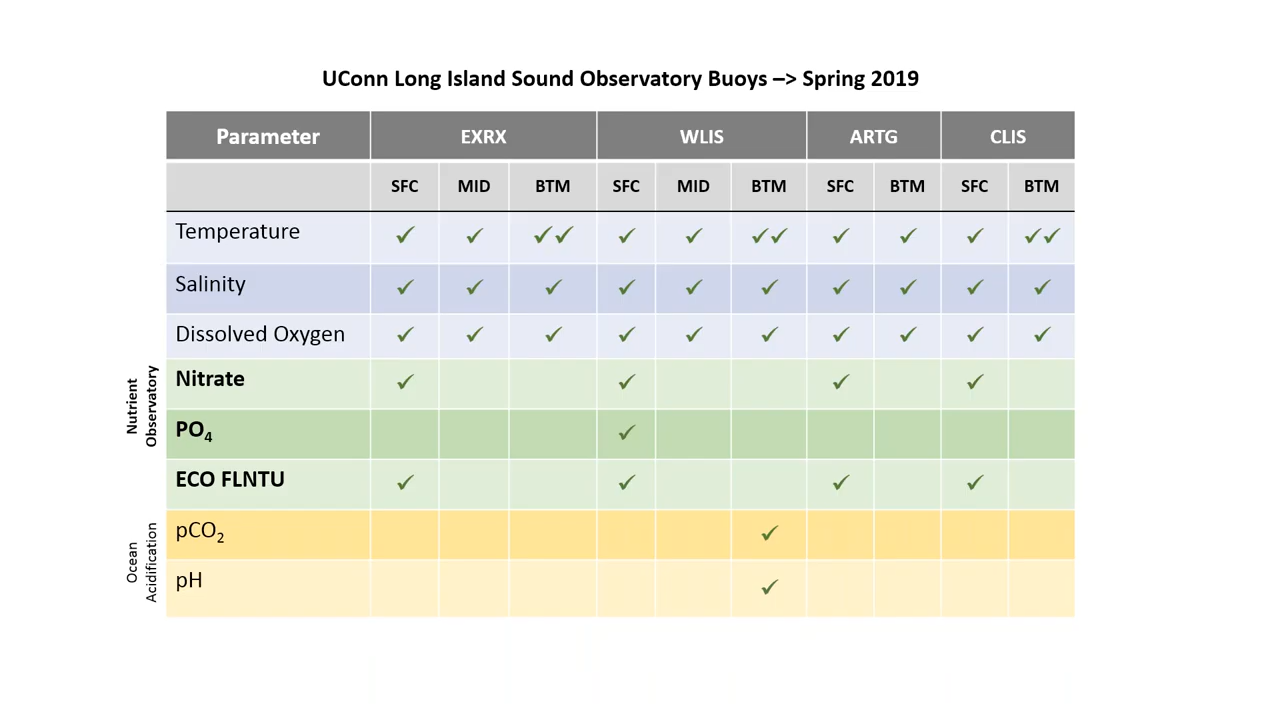 UConn Long Island Sound Observatory Buoys –> Spring 2019
Parameter EXRX WLIS ARTG CLIS
SFC MID BTM SFC MID BTM SFC BTM SFC BTM
Temperature ✓ ✓ ✓✓ ✓ ✓ ✓✓ ✓ ✓ ✓ ✓✓
Salinity ✓ ✓ ✓ ✓ ✓ ✓ ✓ ✓ ✓ ✓
Dissolved Oxygen ✓ ✓ ✓ ✓ ✓ ✓ ✓ ✓ ✓ ✓
Nutrient
Observatory
Nitrate ✓ ✓ ✓ ✓
PO4 ✓
ECO FLNTU ✓ ✓ ✓ ✓
Ocean
Acidification
pCO2 ✓
pH ✓